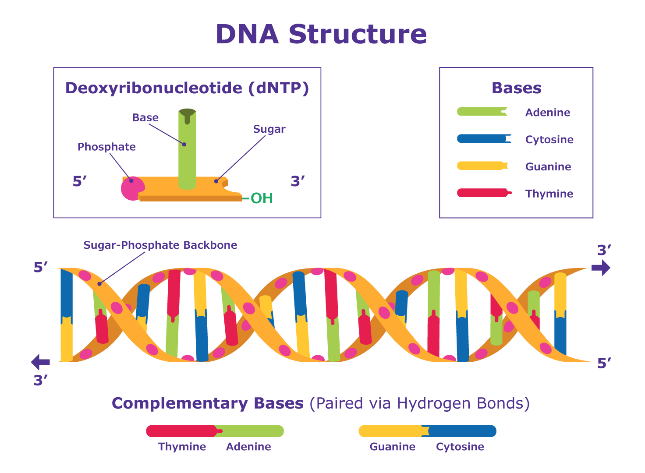 DNA Structure
Deoxyribonucleotide (dNTP)
Base
Sugar
Phosphate
5’
3’
OH
Bases
Adenine
Cytosine
Guanine
Thymine
Sugar-Phosphate Backbone
5’
3’
3’
5’
Complementary Bases (Paired via Hydrogen Bonds)
Thymine Adenine
Guanine Cytosine